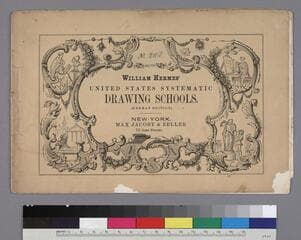 WILLIAM HERMES'
UNITED STATES SYSTEMATIC
DRAWING SCHOOLS.
NEW-YORK,
MAX JACOBY & ZELLER